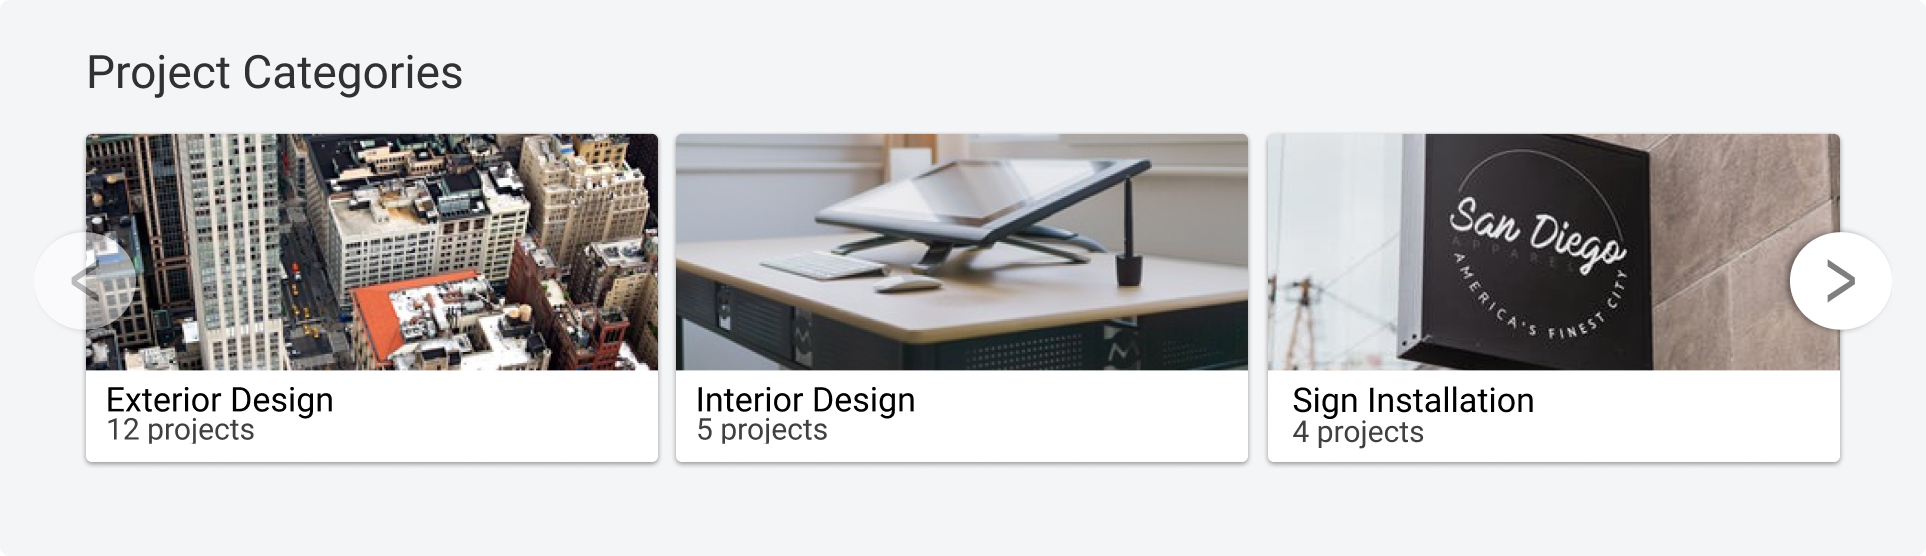 Project Categories
San Diego
APPAREL
AMERICA'S FINEST CITY
Exterior Design
12 projects
Interior Design
5 projects
Sign Installation
4 projects